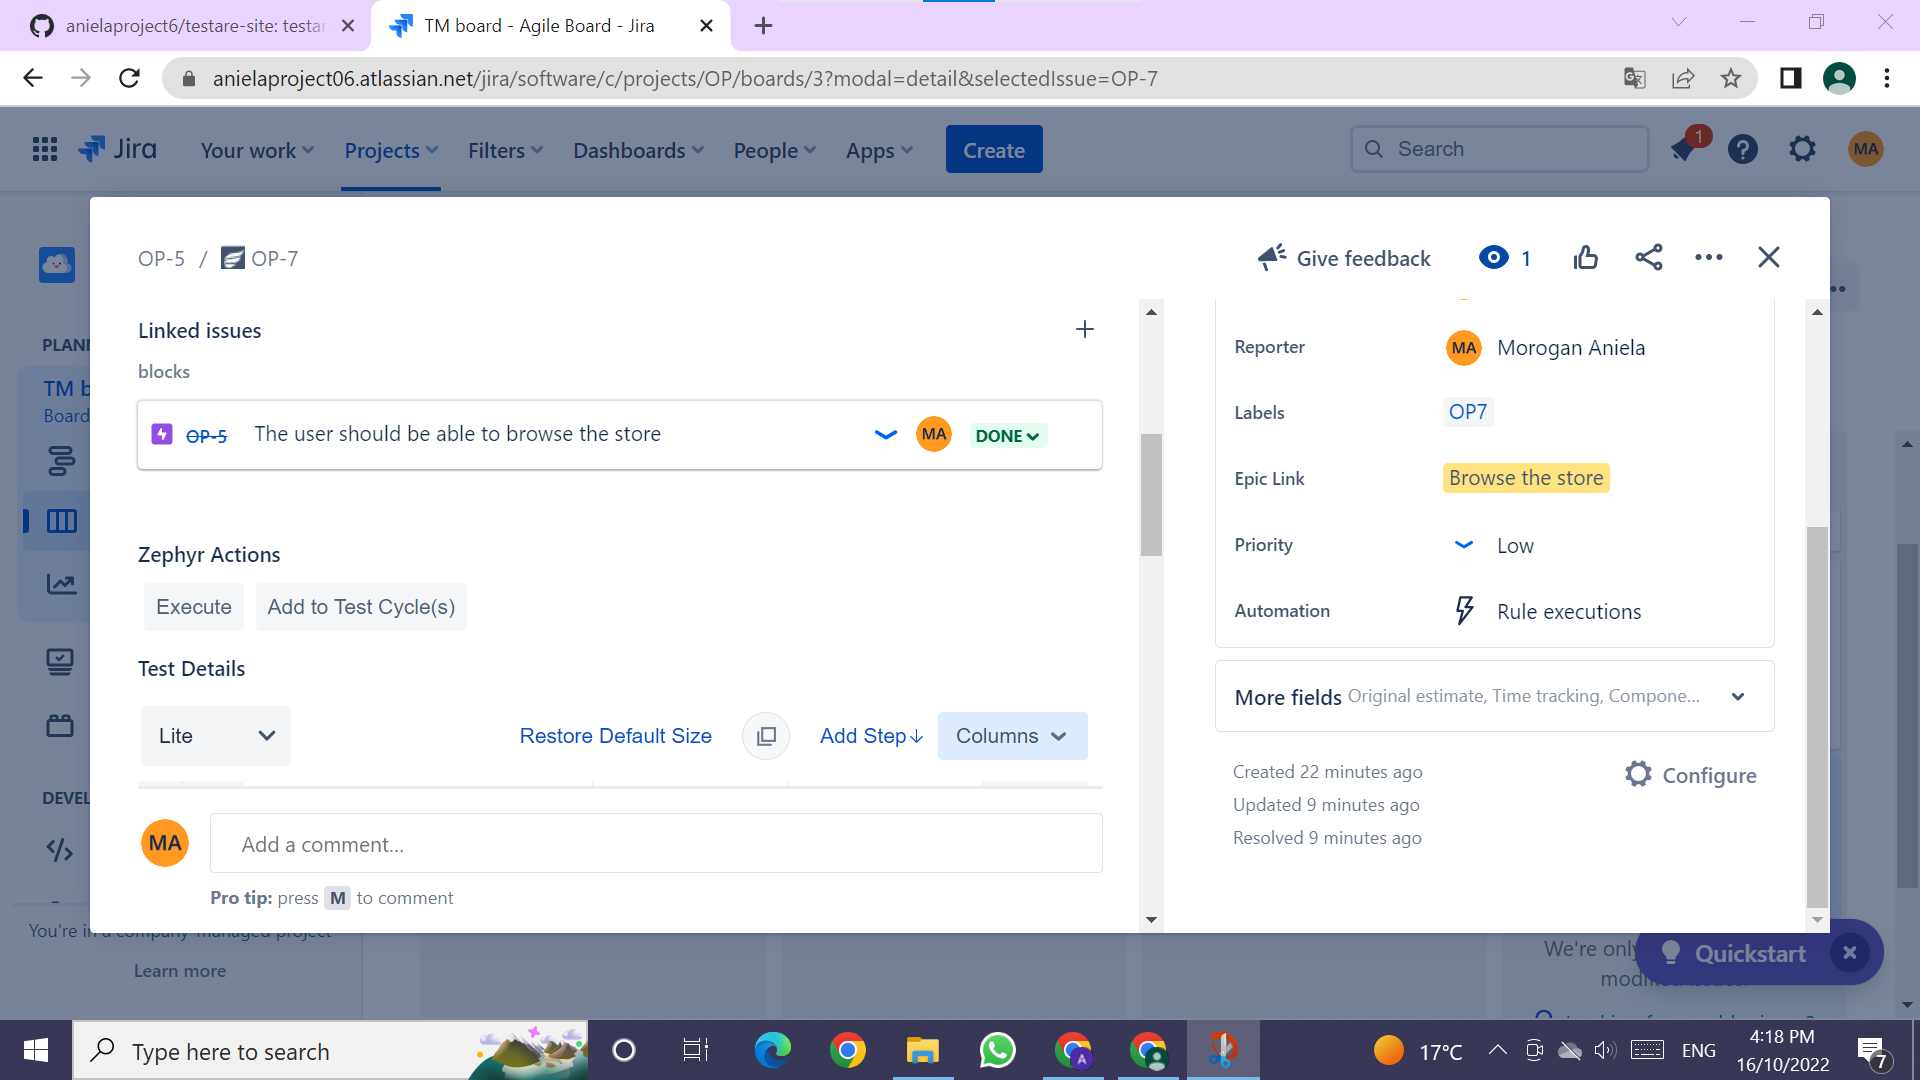 anielaproject6/testare-site: testar
TM board - Agile Board - Jira
anielaproject06.atlassian.net/jira/software/c/projects/OP/boards/3?modal=detail&selectedIssue=OP-7
Jira
Your work
Projects
Filters
Dashboards
People
Apps
Create
Search
1
MA
OP-5 / OP-7
Give feedback
1
PLANN
TM b
Board
DEVEL
Linked issues
blocks
OP-5 The user should be able to browse the store MA DONE
Zephyr Actions
Execute
Add to Test Cycle(s)
Test Details
Lite
Restore Default Size
Add Step
Columns
MA
Add a comment...
Pro tip: press M to comment
Reporter
MA Morogan Aniela
Labels
OP7
Epic Link
Browse the store
Priority
Low
Automation
Rule executions
More fields Original estimate, Time tracking, Compone...
Created 22 minutes ago
Updated 9 minutes ago
Resolved 9 minutes ago
Configure
You're in a company-managed project
Learn more
We're only
Quickstart
Type here to search
A
17°C
ENG
4:18 PM
16/10/2022
7